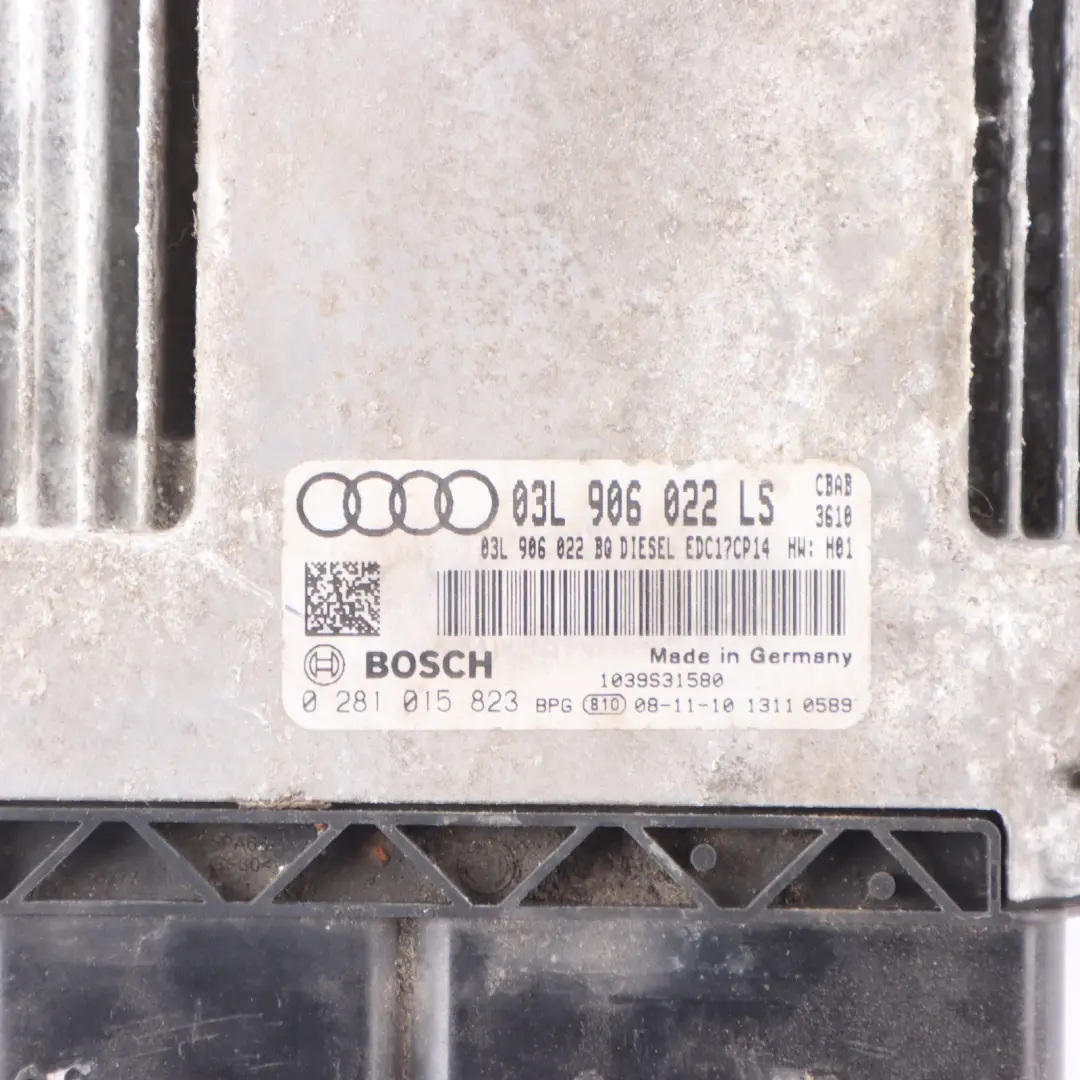 03L 906 022 LS CBAB
3610
03L 906 022 BQ DIESEL EDC17CP14 HW: H01
BOSCH
Made in Germany
1039S31580
0 281 015 823 BPG 810 08-11-10 1311 0589